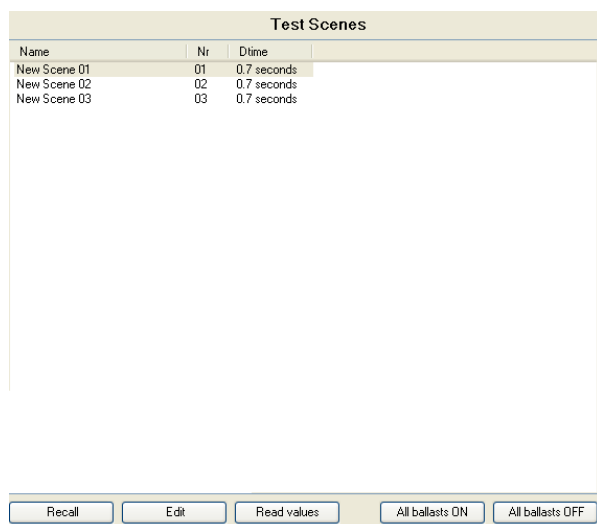 Test Scenes
Name Nr Dtime
New Scene 01 01 0.7 seconds
New Scene 02 02 0.7 seconds
New Scene 03 03 0.7 seconds
Recall Edit Read values All ballasts ON All ballasts OFF